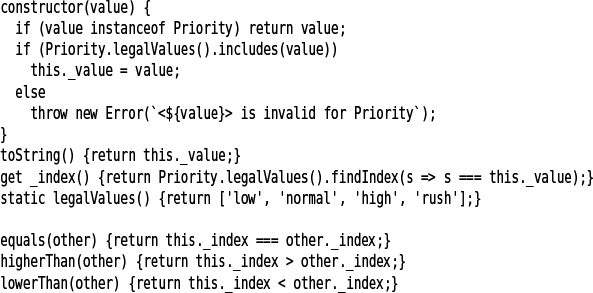 constructor(value) {
  if (value instanceof Priority) return value;
  if (Priority.legalValues().includes(value))
    this._value = value;
  else
    throw new Error(`<${value}> is invalid for Priority`);
}
toString() {return this._value;}
get _index() {return Priority.legalValues().findIndex(s => s === this._value);}
static legalValues() {return ['low', 'normal', 'high', 'rush'];}

equals(other) {return this._index === other._index;}
higherThan(other) {return this._index > other._index;}
lowerThan(other) {return this._index < other._index;}